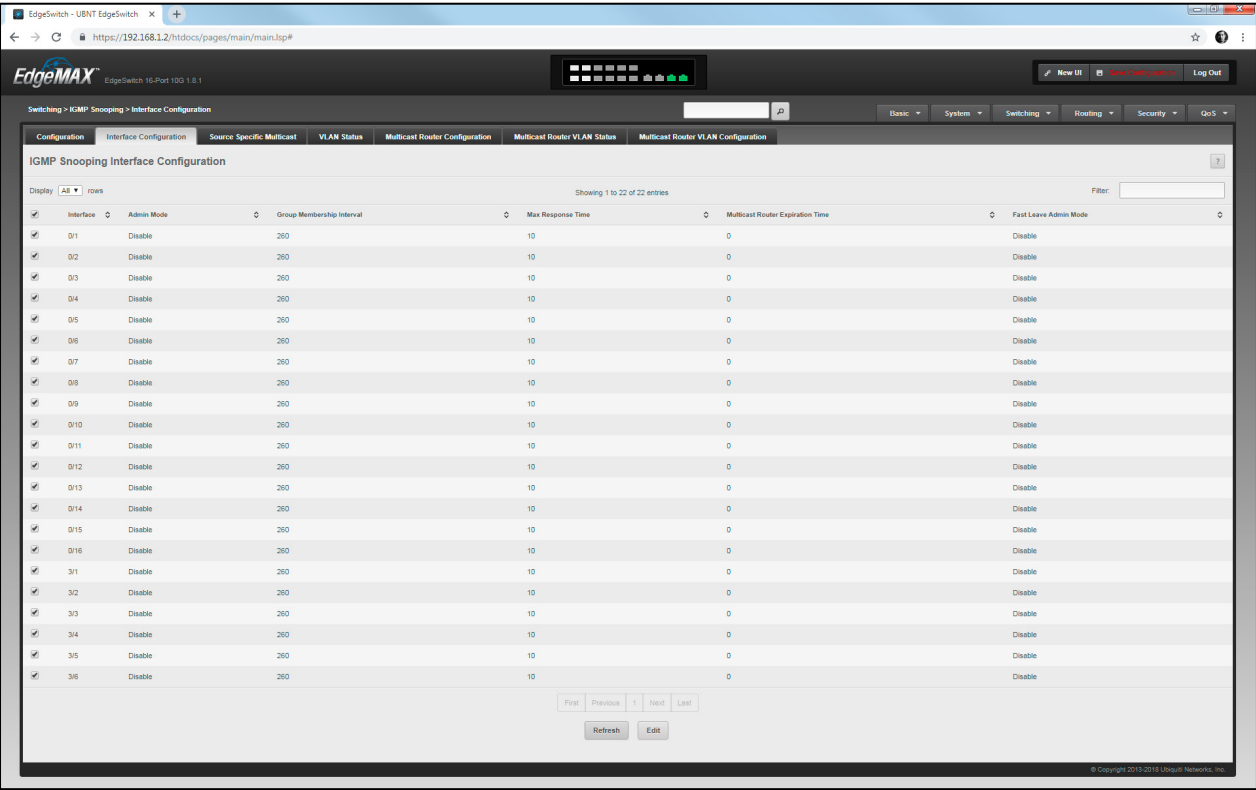 EdgeSwitch - UBNT EdgeSwitch
https://192.168.1.2/htdocs/pages/main/main.lsp#
EdgeMAX™ EdgeSwitch 16-Port 10G 1.8.1
New UI Log Out
Switching > IGMP Snooping > Interface Configuration
Basic System Switching Routing Security QoS
Configuration Interface Configuration Source Specific Multicast VLAN Status Multicast Router Configuration Multicast Router VLAN Status Multicast Router VLAN Configuration
IGMP Snooping Interface Configuration ?
Display All rows Showing 1 to 22 of 22 entries Filter:
Interface Admin Mode Group Membership Interval Max Response Time Multicast Router Expiration Time Fast Leave Admin Mode
0/1 Disable 260 10 0 Disable
0/2 Disable 260 10 0 Disable
0/3 Disable 260 10 0 Disable
0/4 Disable 260 10 0 Disable
0/5 Disable 260 10 0 Disable
0/6 Disable 260 10 0 Disable
0/7 Disable 260 10 0 Disable
0/8 Disable 260 10 0 Disable
0/9 Disable 260 10 0 Disable
0/10 Disable 260 10 0 Disable
0/11 Disable 260 10 0 Disable
0/12 Disable 260 10 0 Disable
0/13 Disable 260 10 0 Disable
0/14 Disable 260 10 0 Disable
0/15 Disable 260 10 0 Disable
0/16 Disable 260 10 0 Disable
3/1 Disable 260 10 0 Disable
3/2 Disable 260 10 0 Disable
3/3 Disable 260 10 0 Disable
3/4 Disable 260 10 0 Disable
3/5 Disable 260 10 0 Disable
3/6 Disable 260 10 0 Disable
First Previous 1 Next Last
Refresh Edit
© Copyright 2013-2018 Ubiquiti Networks, Inc.